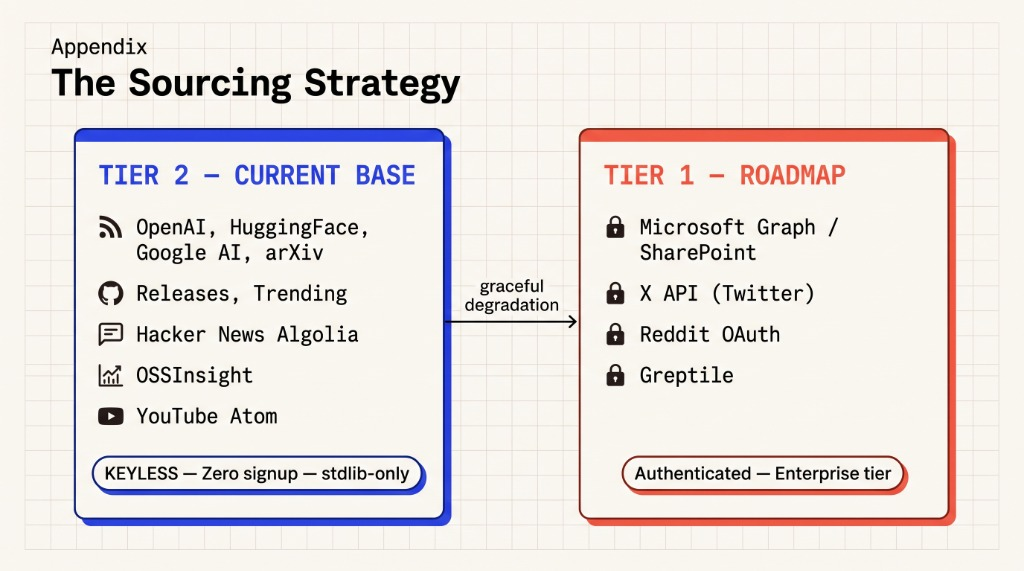 Appendix
The Sourcing Strategy
TIER 2 — CURRENT BASE
OpenAI, HuggingFace,
Google AI, arXiv
Releases, Trending
Hacker News Algolia
OSSInsight
YouTube Atom
KEYLESS — Zero signup — stdlib-only
graceful
degradation
TIER 1 — ROADMAP
Microsoft Graph /
SharePoint
X API (Twitter)
Reddit OAuth
Greptile
Authenticated — Enterprise tier